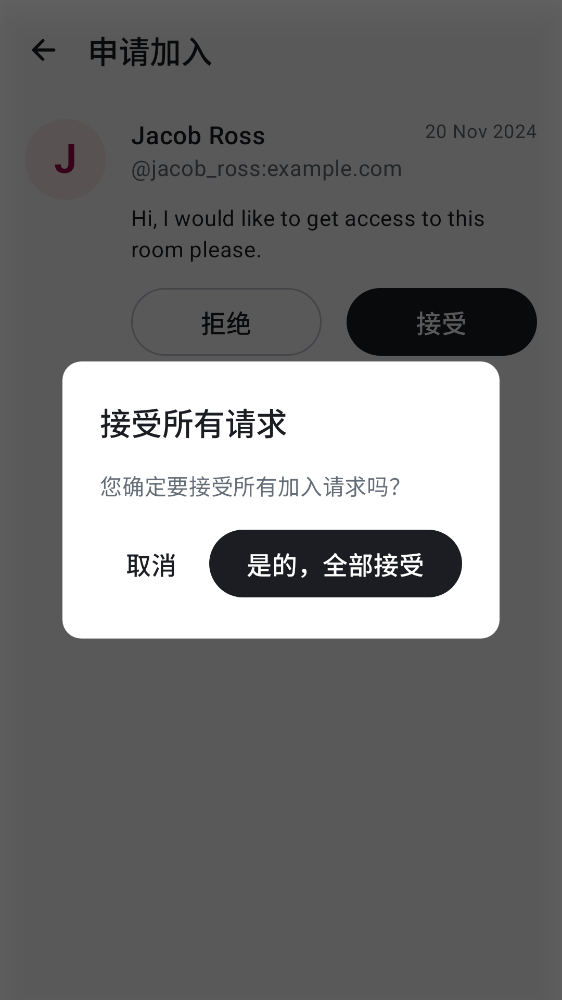 申请加入
J
Jacob Ross
20 Nov 2024
@jacob_ross:example.com
Hi, I would like to get access to this
room please.
拒绝
接受
接受所有请求
您确定要接受所有加入请求吗?
取消
是的，全部接受